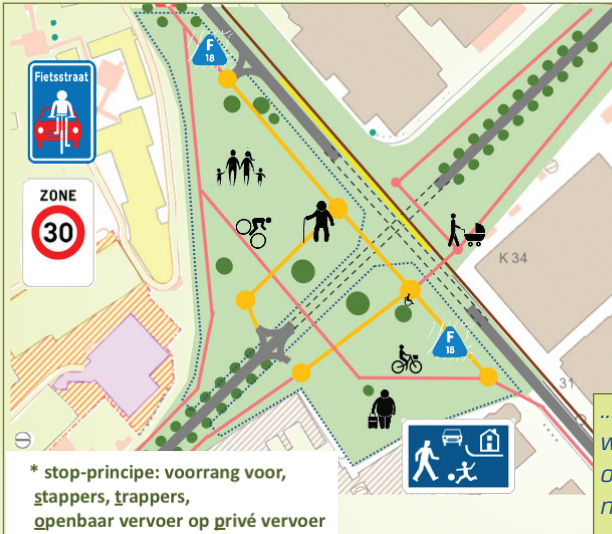 F
18
Fietsstraat
ZONE
30
K 34
F
18
31
* stop-principe: voorrang voor,
stappers, trappers,
openbaar vervoer op privé vervoer
...
w
o
n